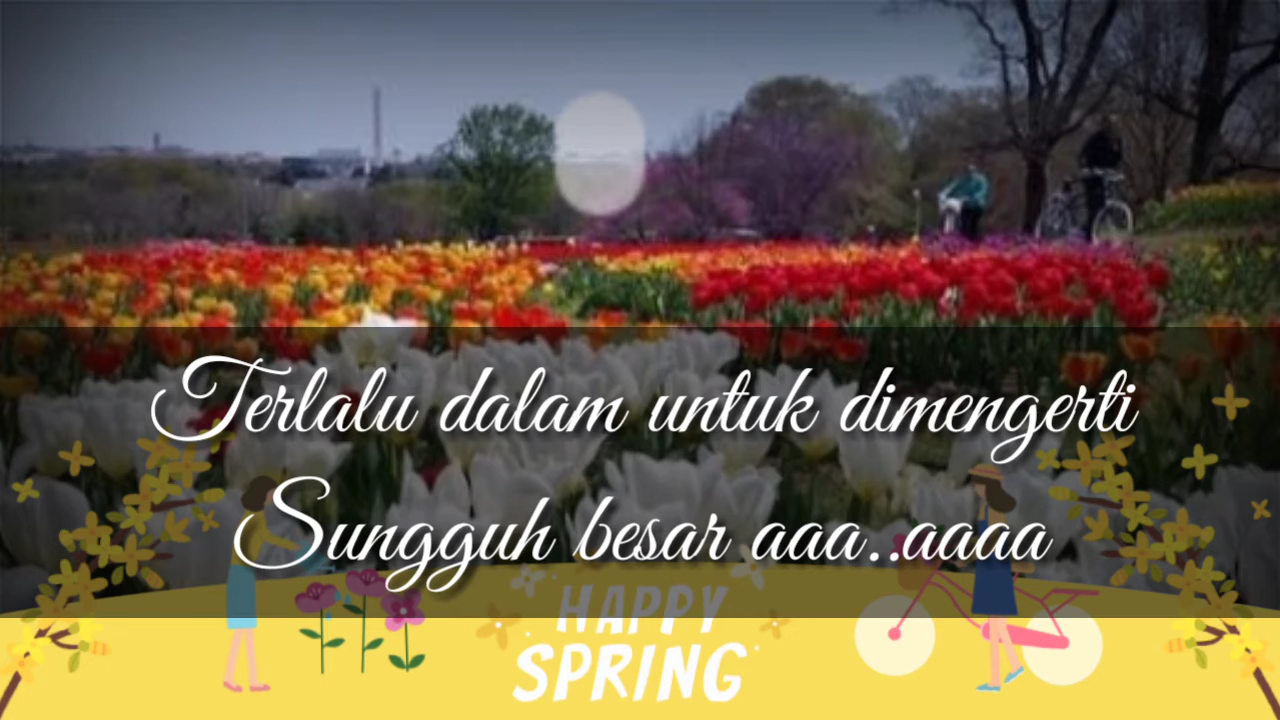 Terlalu dalam untuk dimengerti
Sungguh besar aaa..aaaa
HAPPY
SPRING